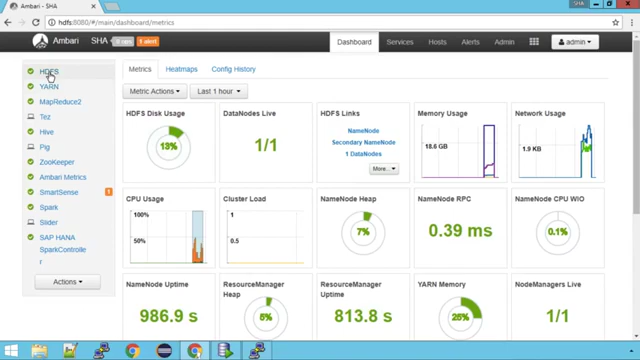 Ambari - SHA
SHA
hdfs:8080/#/main/dashboard/metrics
Ambari SHA 0 ops 1 alert Dashboard Services Hosts Alerts Admin admin
HDFS
YARN
MapReduce2
Tez
Hive
Pig
ZooKeeper
Ambari Metrics
SmartSense 1
Spark
Slider
SAP HANA
SparkControlle
r
Actions
Metrics Heatmaps Config History
Metric Actions Last 1 hour
HDFS Disk Usage
13%
DataNodes Live
1/1
HDFS Links
NameNode
Secondary NameNode
1 DataNodes
More...
Memory Usage
18.6 GB
Network Usage
1.9 KB
CPU Usage
100%
50%
Cluster Load
1
0.5
NameNode Heap
7%
NameNode RPC
0.39 ms
NameNode CPU WIO
0.1%
NameNode Uptime
986.9 s
ResourceManager
Heap
5%
ResourceManager
Uptime
813.8 s
YARN Memory
25%
NodeManagers Live
1/1